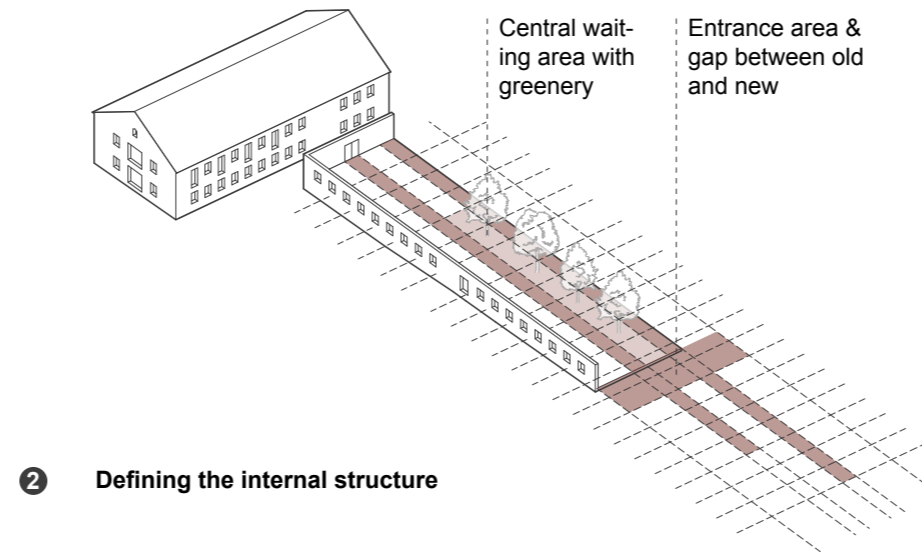 Central wait-
ing area with
greenery
Entrance area &
gap between old
and new
2 Defining the internal structure